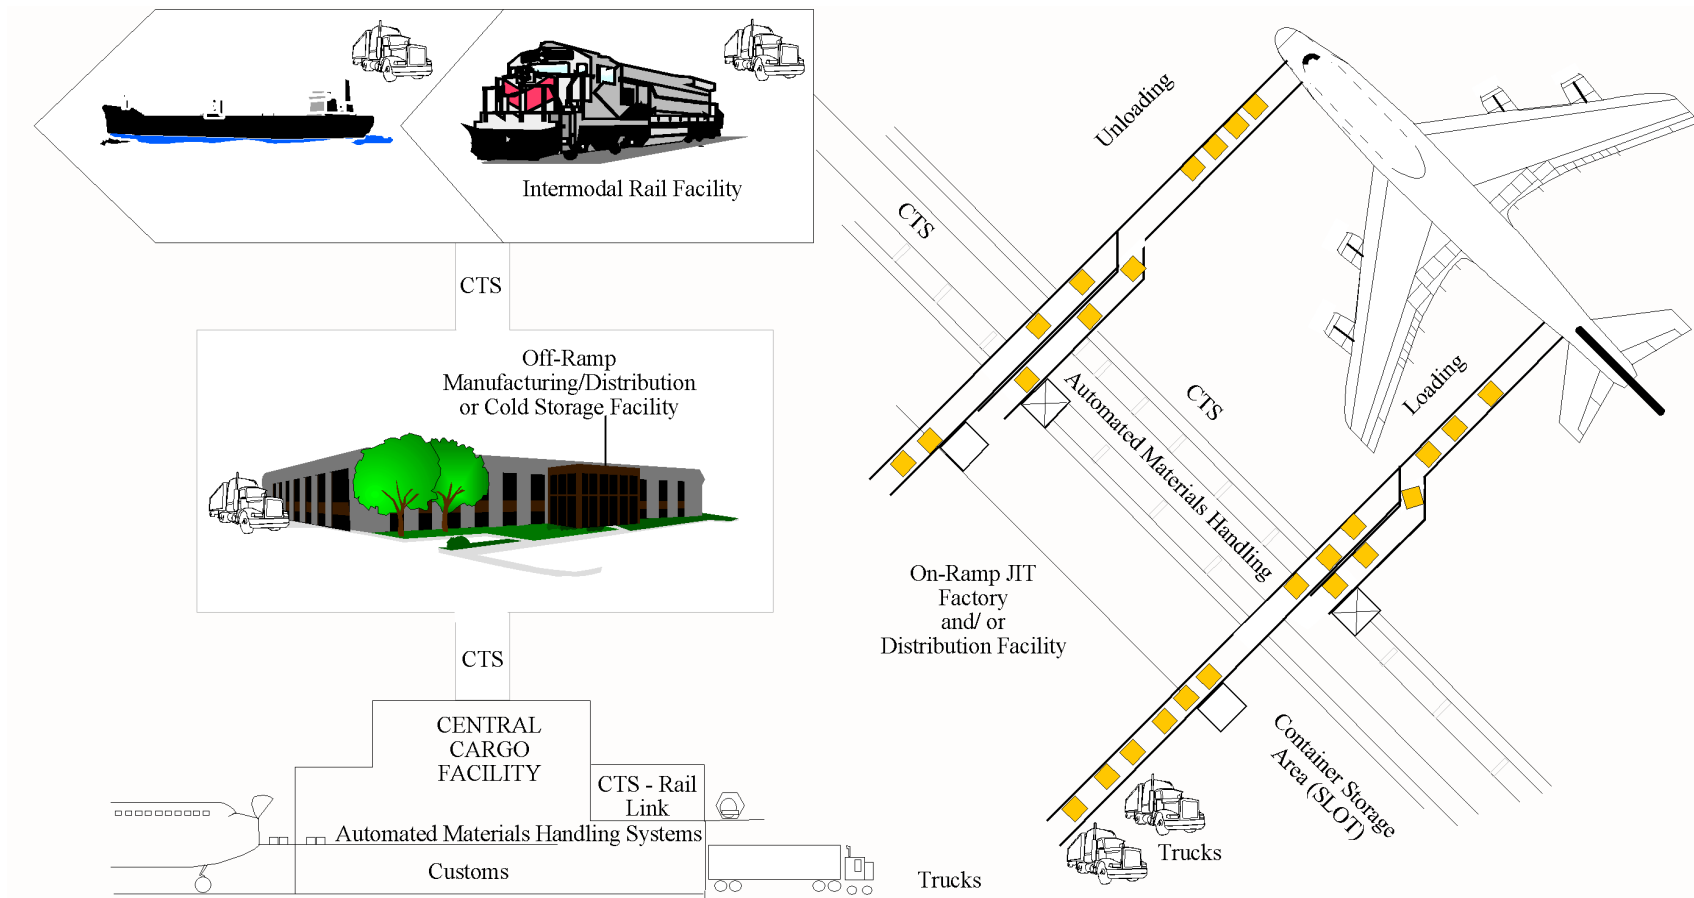 Intermodal Rail Facility
CTS
Off-Ramp
Manufacturing/Distribution
or Cold Storage Facility
CTS
CENTRAL
CARGO
FACILITY
CTS - Rail
Link
Automated Materials Handling Systems
Customs
Trucks
Unloading
CTS
CTS
Loading
Automated Materials Handling
On-Ramp JIT
Factory
and/ or
Distribution Facility
Container Storage
Area (SLOT)
Trucks